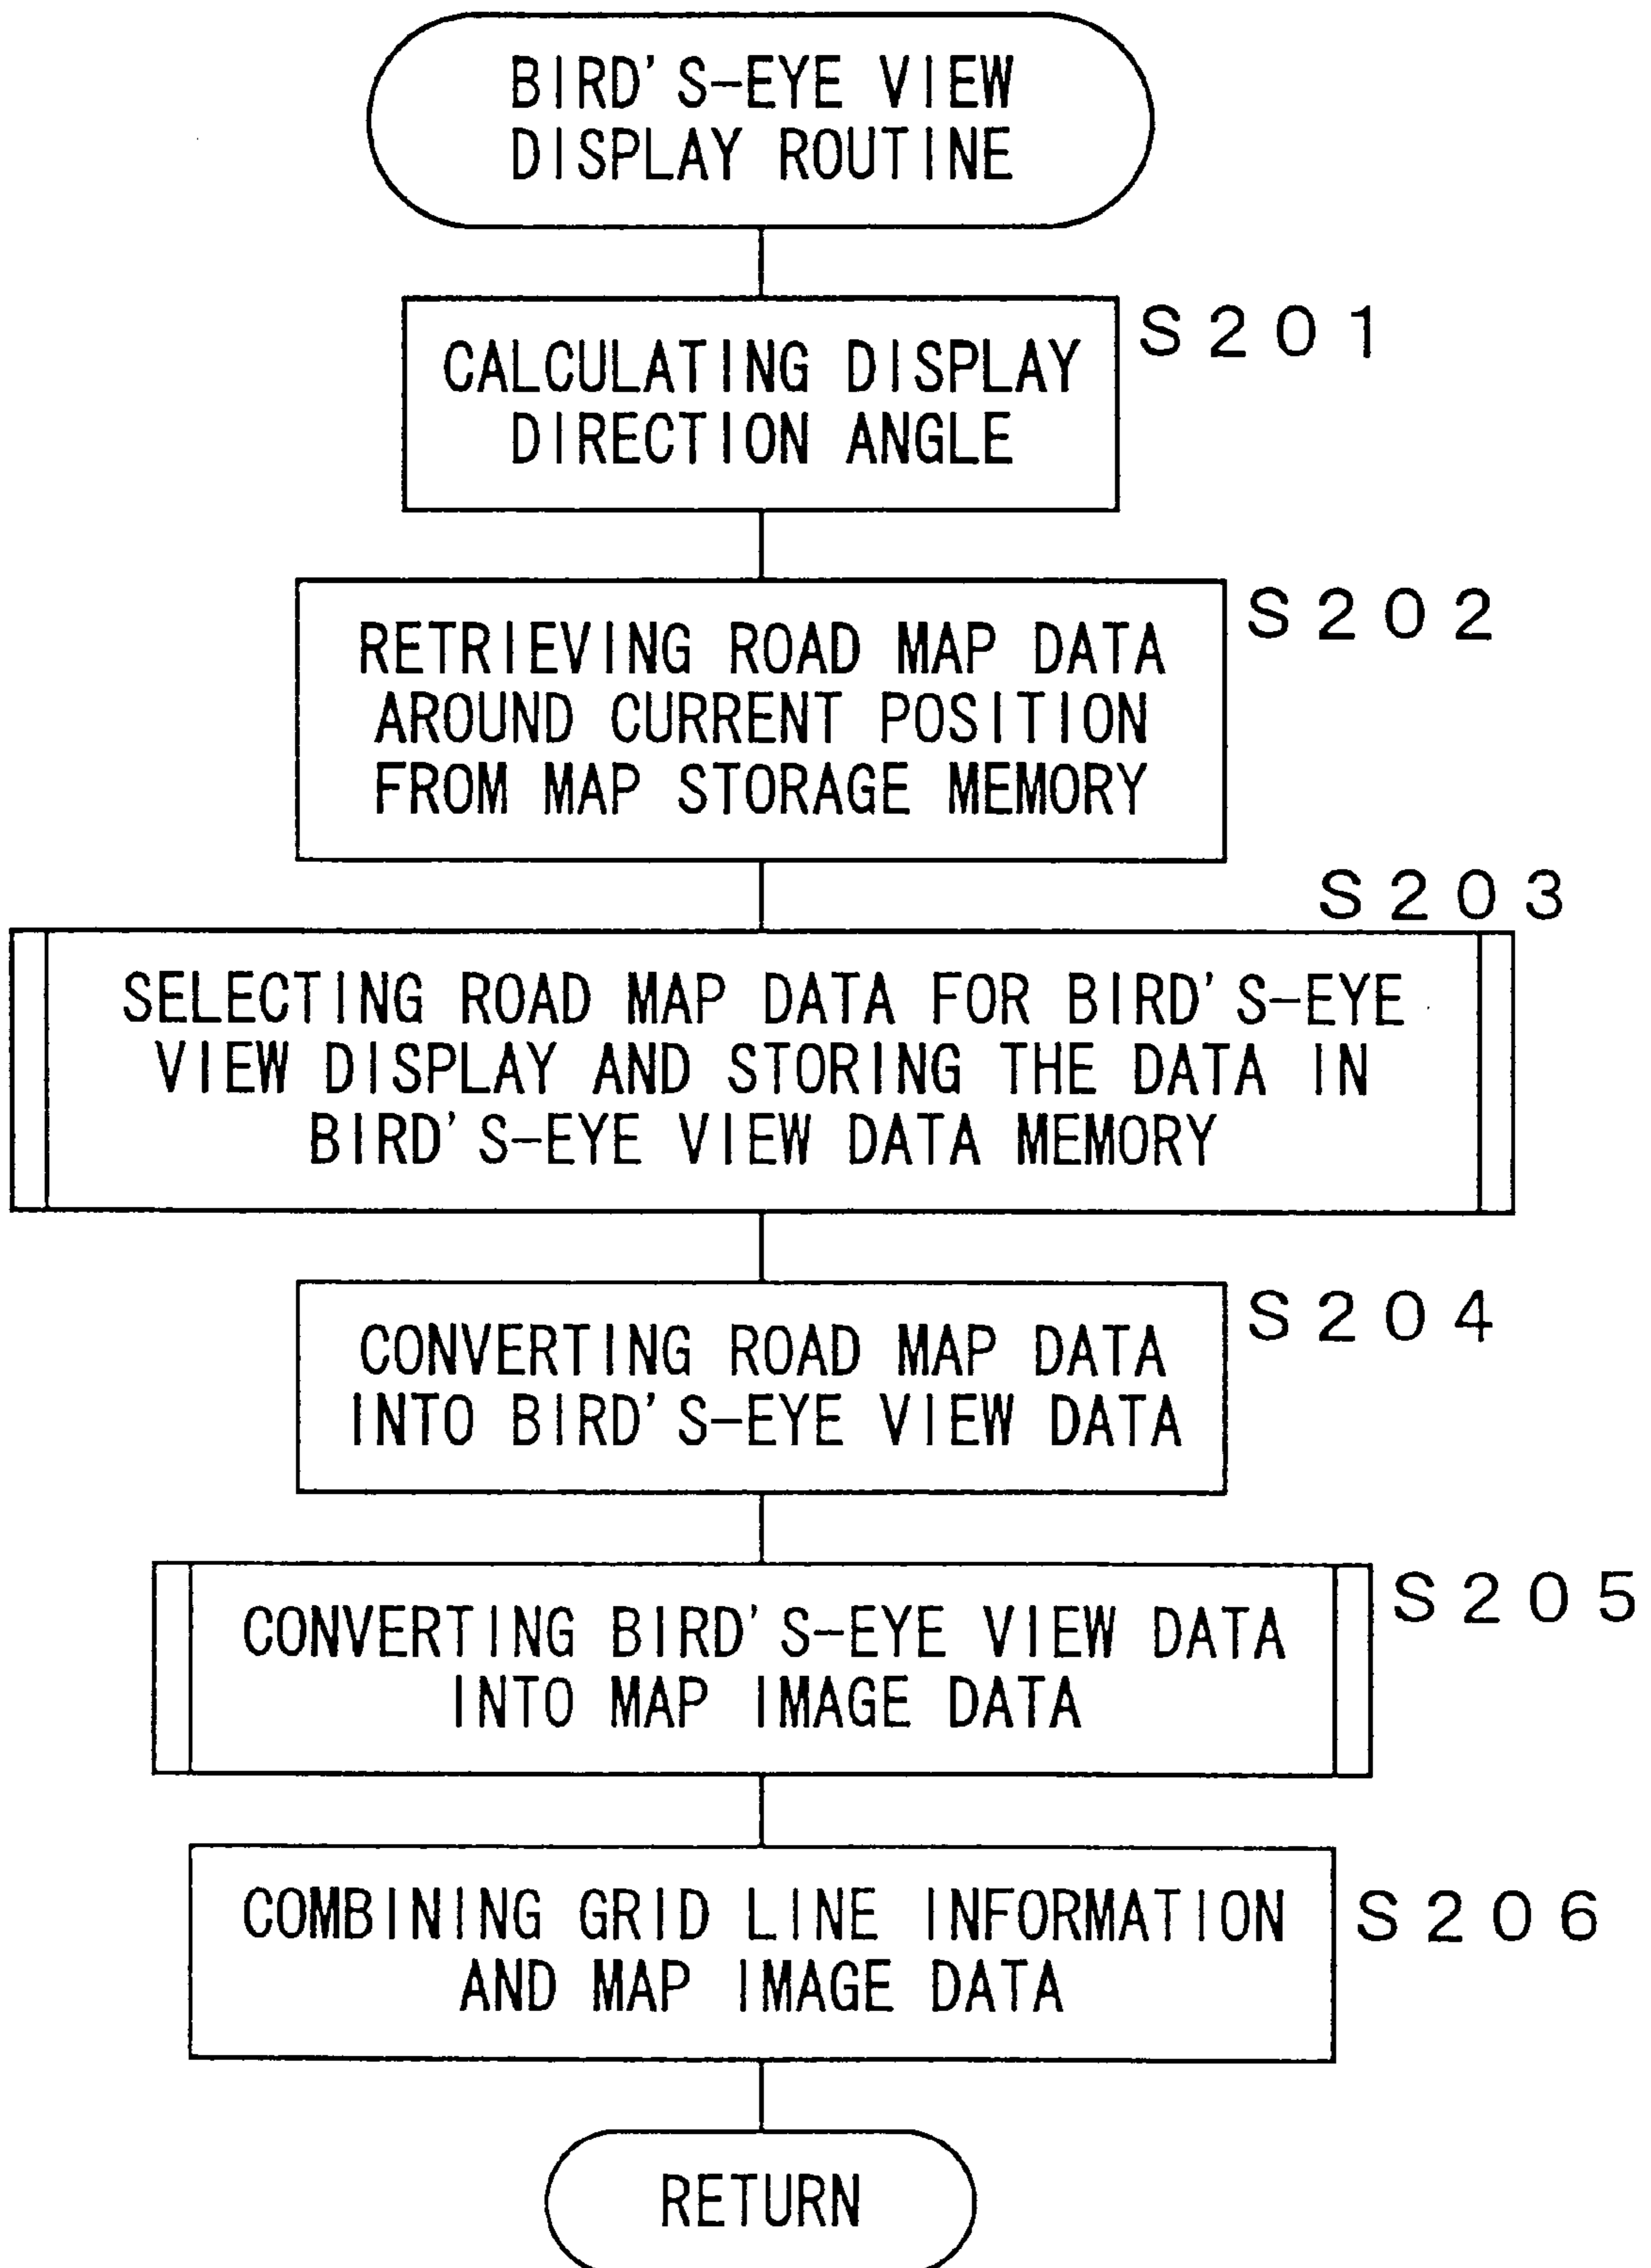 BIRD'S-EYE VIEW
DISPLAY ROUTINE
S201
CALCULATING DISPLAY
DIRECTION ANGLE
S202
RETRIEVING ROAD MAP DATA
AROUND CURRENT POSITION
FROM MAP STORAGE MEMORY
S203
SELECTING ROAD MAP DATA FOR BIRD'S-EYE
VIEW DISPLAY AND STORING THE DATA IN
BIRD'S-EYE VIEW DATA MEMORY
S204
CONVERTING ROAD MAP DATA
INTO BIRD'S-EYE VIEW DATA
S205
CONVERTING BIRD'S-EYE VIEW DATA
INTO MAP IMAGE DATA
S206
COMBINING GRID LINE INFORMATION
AND MAP IMAGE DATA
RETURN